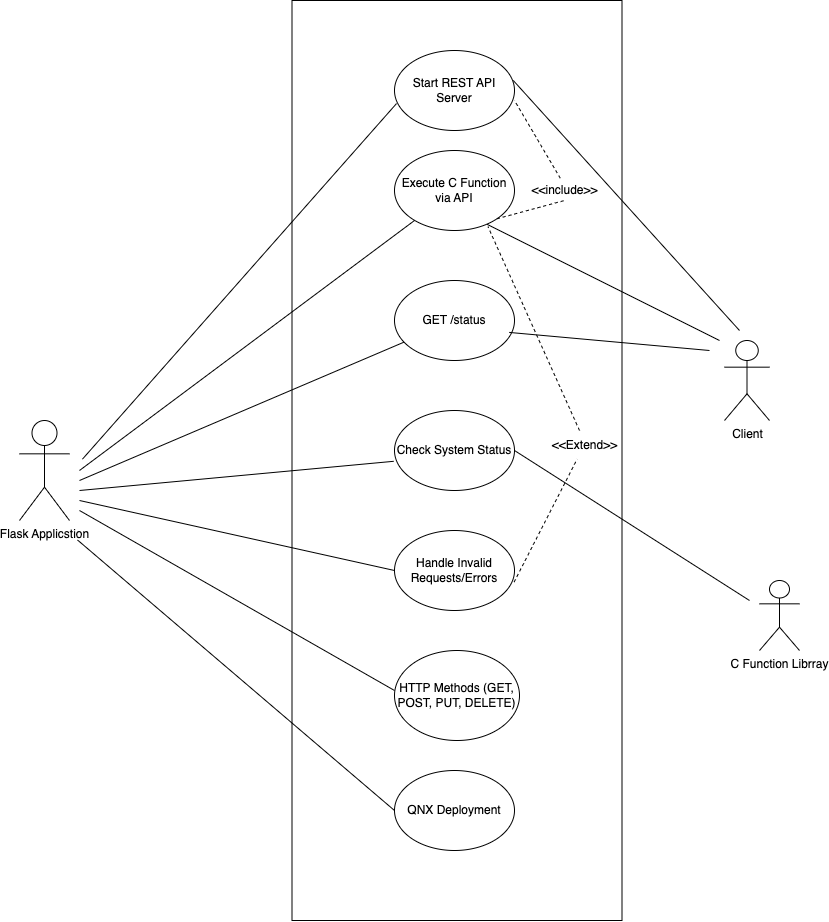 Start REST API
Server
Execute C Function
via API
<<include>>
GET /status
Client
<<Extend>>
Check System Status
Flask Applicstion
Handle Invalid
Requests/Errors
C Function Librray
HTTP Methods (GET,
POST, PUT, DELETE)
QNX Deployment